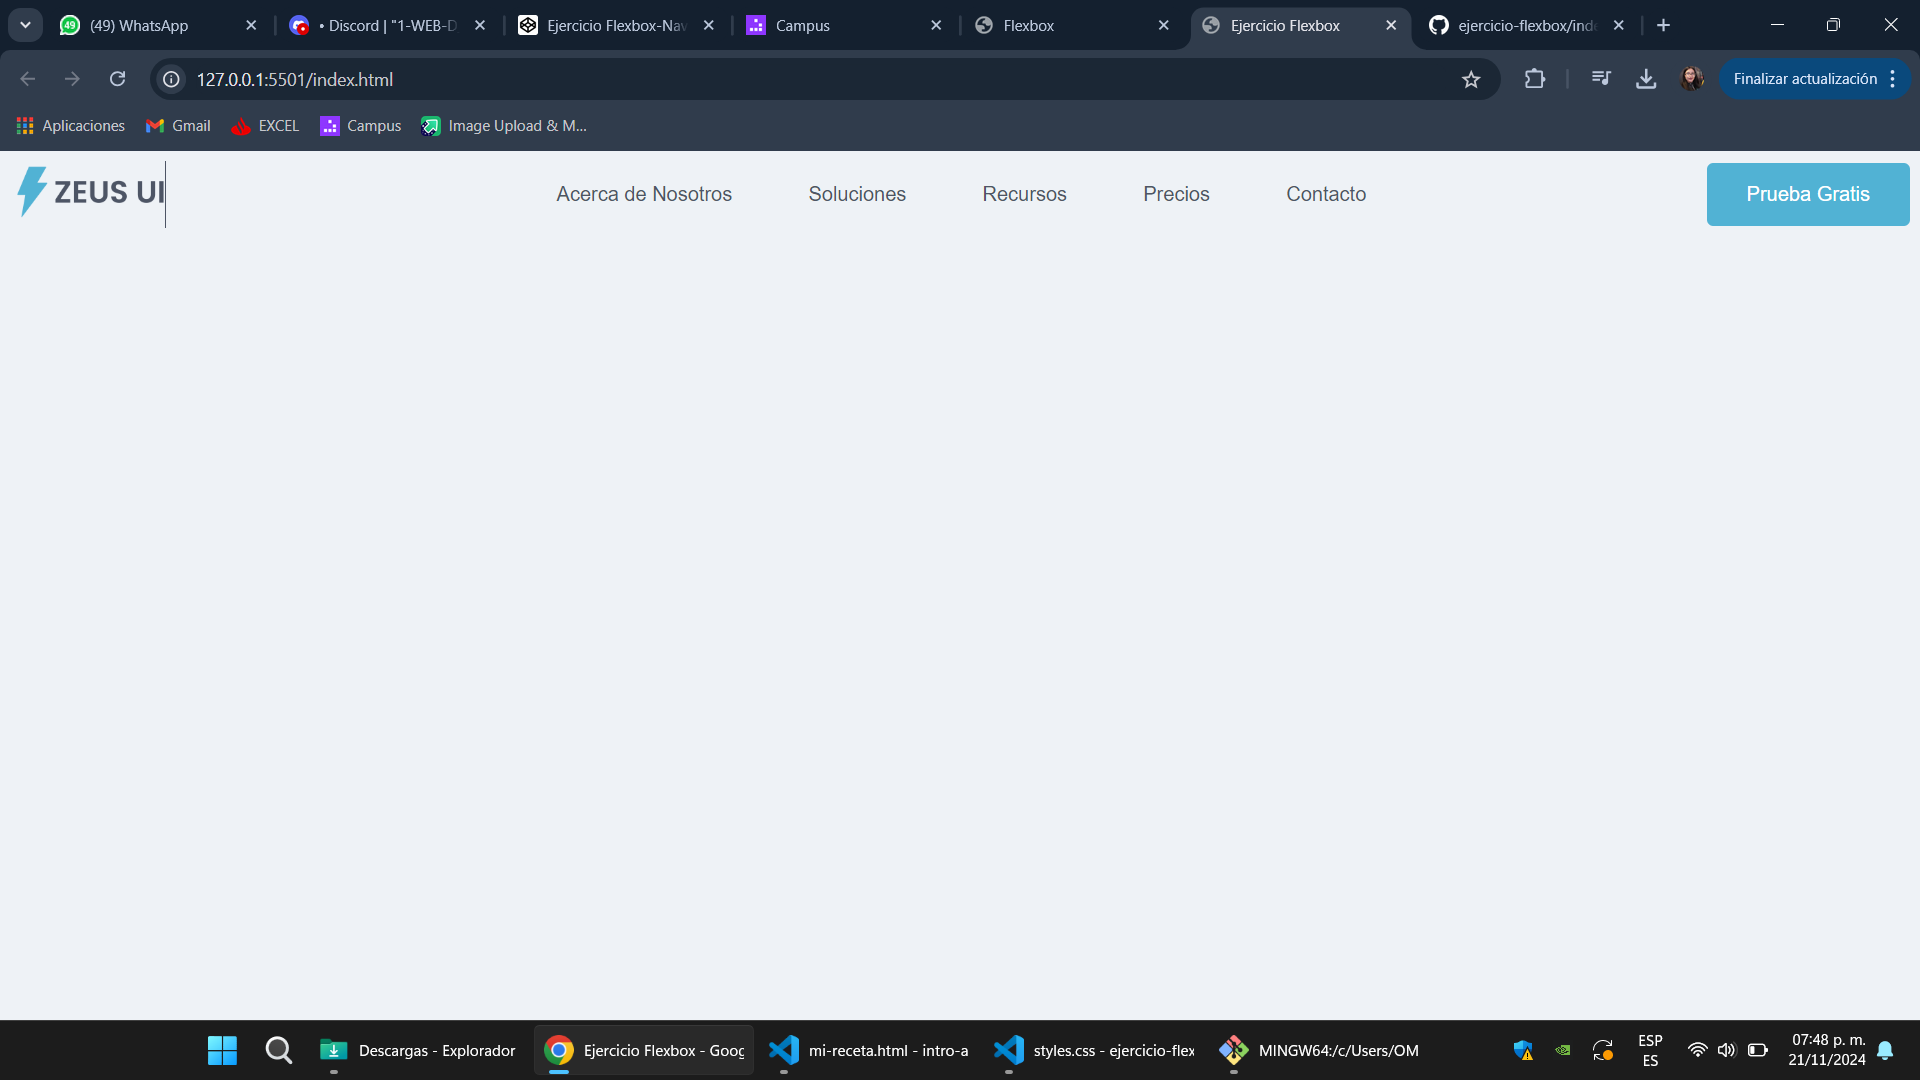 (49) WhatsApp
• Discord | "1-WEB-D
Ejercicio Flexbox-Nav
Campus
Flexbox
Ejercicio Flexbox
ejercicio-flexbox/inde
127.0.0.1:5501/index.html
Finalizar actualización
Aplicaciones
Gmail
EXCEL
Campus
Image Upload & M...
ZEUS UI
Acerca de Nosotros
Soluciones
Recursos
Precios
Contacto
Prueba Gratis
Descargas - Explorador
Ejercicio Flexbox - Goog
mi-receta.html - intro-a
styles.css - ejercicio-flex
MINGW64:/c/Users/OM
ESP
ES
07:48 p. m.
21/11/2024